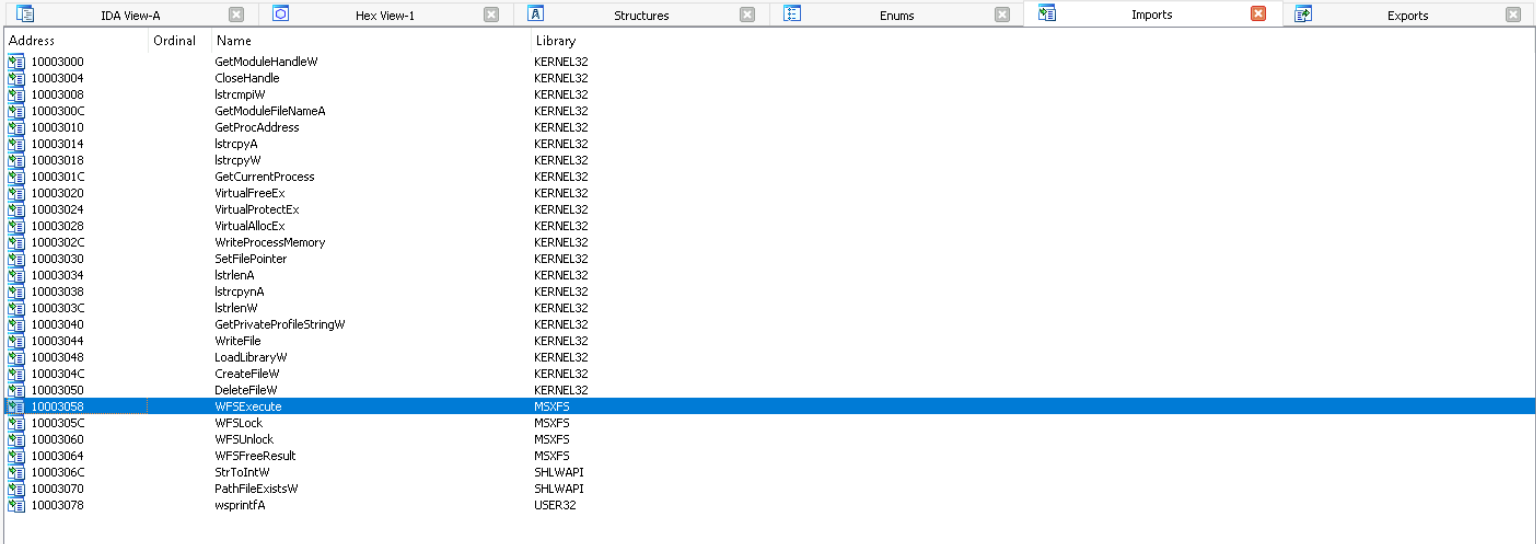 IDA View-A Hex View-1 Structures Enums Imports Exports
Address Ordinal Name Library
10003000 GetModuleHandleW KERNEL32
10003004 CloseHandle KERNEL32
10003008 lstrcmpiW KERNEL32
1000300C GetModuleFileNameA KERNEL32
10003010 GetProcAddress KERNEL32
10003014 lstrcpyA KERNEL32
10003018 lstrcpyW KERNEL32
1000301C GetCurrentProcess KERNEL32
10003020 VirtualFreeEx KERNEL32
10003024 VirtualProtectEx KERNEL32
10003028 VirtualAllocEx KERNEL32
1000302C WriteProcessMemory KERNEL32
10003030 SetFilePointer KERNEL32
10003034 lstrlenA KERNEL32
10003038 lstrcpynA KERNEL32
1000303C lstrlenW KERNEL32
10003040 GetPrivateProfileStringW KERNEL32
10003044 WriteFile KERNEL32
10003048 LoadLibraryW KERNEL32
1000304C CreateFileW KERNEL32
10003050 DeleteFileW KERNEL32
10003058 WFSExecute MSXFS
1000305C WFSLock MSXFS
10003060 WFSUnlock MSXFS
10003064 WFSFreeResult MSXFS
1000306C StrToIntW SHLWAPI
10003070 PathFileExistsW SHLWAPI
10003078 wsprintfA USER32